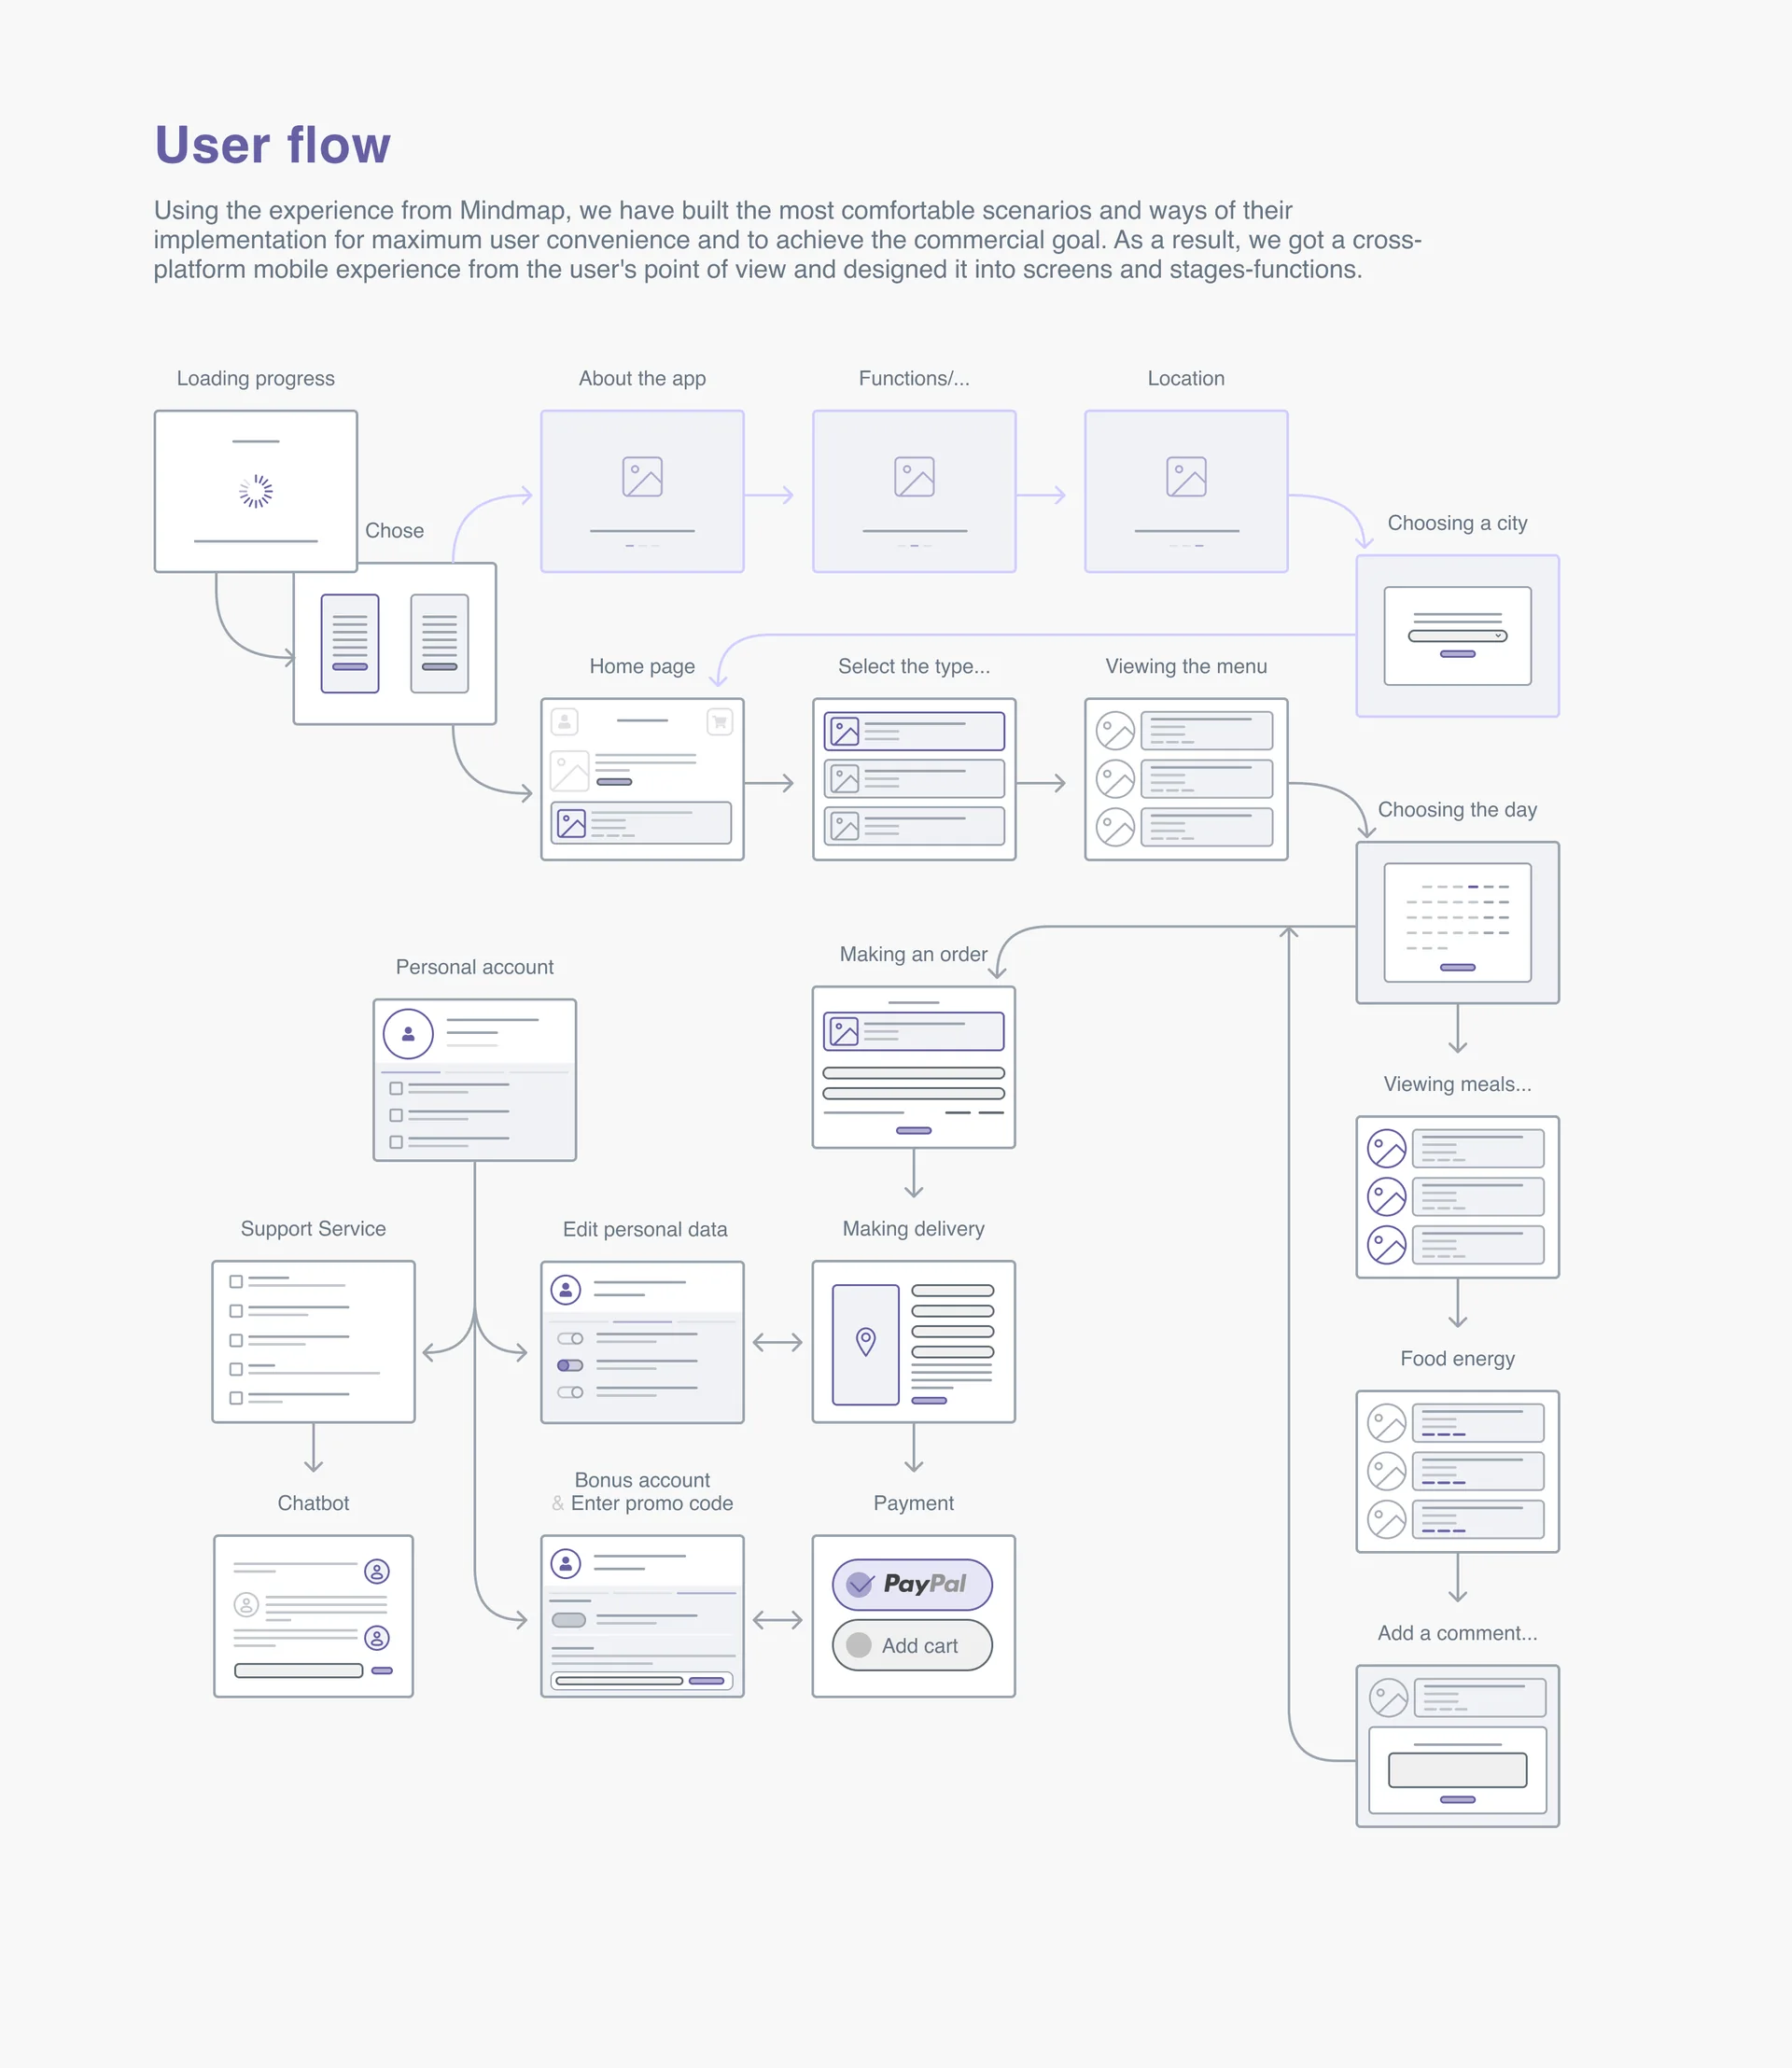 User flow
Using the experience from Mindmap, we have built the most comfortable scenarios and ways of their
implementation for maximum user convenience and to achieve the commercial goal. As a result, we got a cross-
platform mobile experience from the user's point of view and designed it into screens and stages-functions.
Loading progress
About the app
Functions/...
Location
Chose
Choosing a city
Home page
Select the type...
Viewing the menu
Choosing the day
Making an order
Personal account
Viewing meals...
Support Service
Edit personal data
Making delivery
Food energy
Bonus account
& Enter promo code
Chatbot
Payment
PayPal
Add cart
Add a comment...